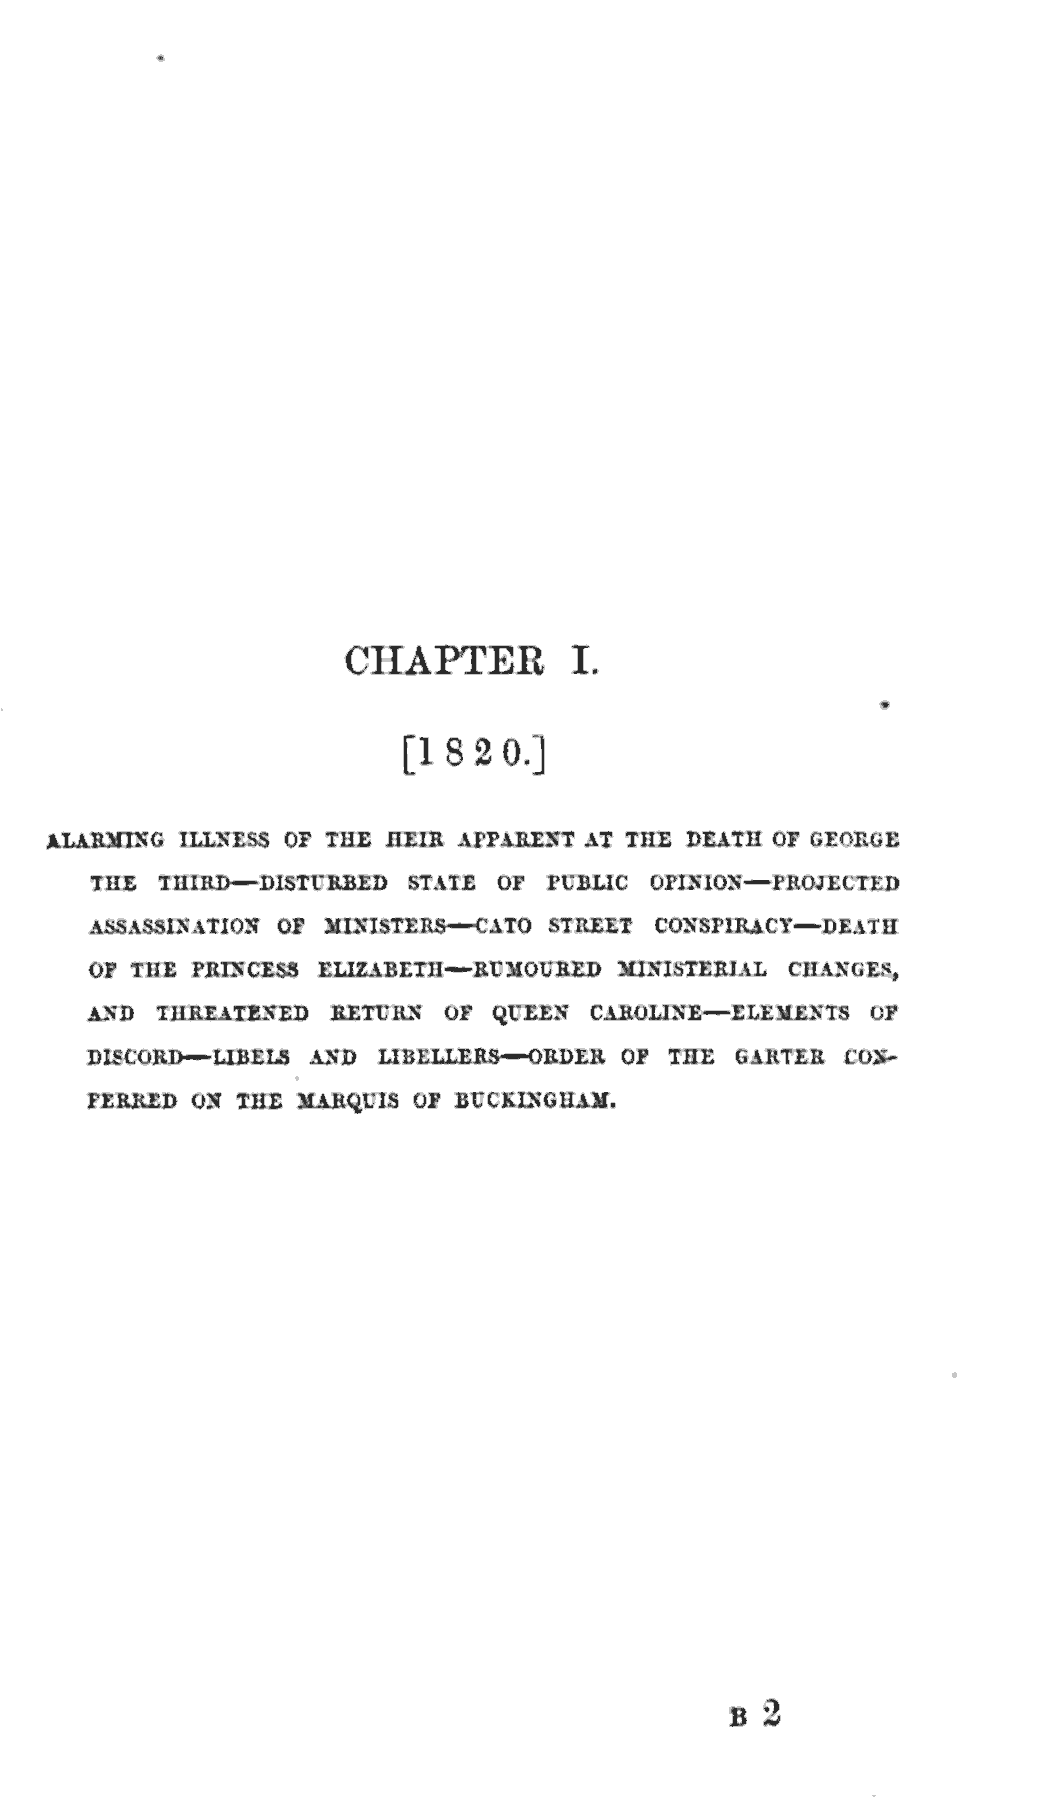 CHAPTER I.
[1820.]
ALARMING ILLNESS OF THE HEIR APPARENT AT THE DEATH OF GEORGE
THE THIRD—DISTURBED STATE OF PUBLIC OPINION—PROJECTED
ASSASSINATION OF MINISTERS—CATO STREET CONSPIRACY—DEATH
OF THE PRINCESS ELIZABETH—RUMOURED MINISTERIAL CHANGES,
AND THREATENED RETURN OF QUEEN CAROLINE—ELEMENTS OF
DISCORD—LIBELS AND LIBELLERS—ORDER OF THE GARTER CON-
FERRED ON THE MARQUIS OF BUCKINGHAM.
B 2